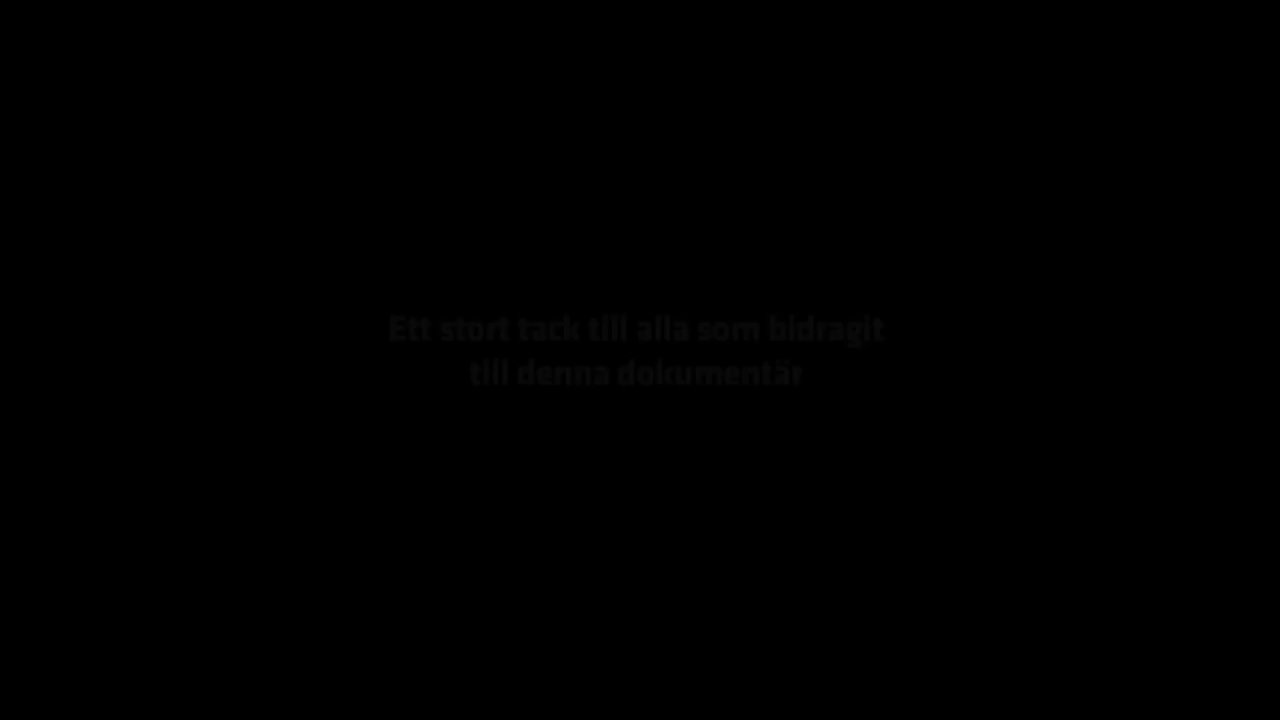 Ett stort tack till alla som bidragit
till denna dokumentär